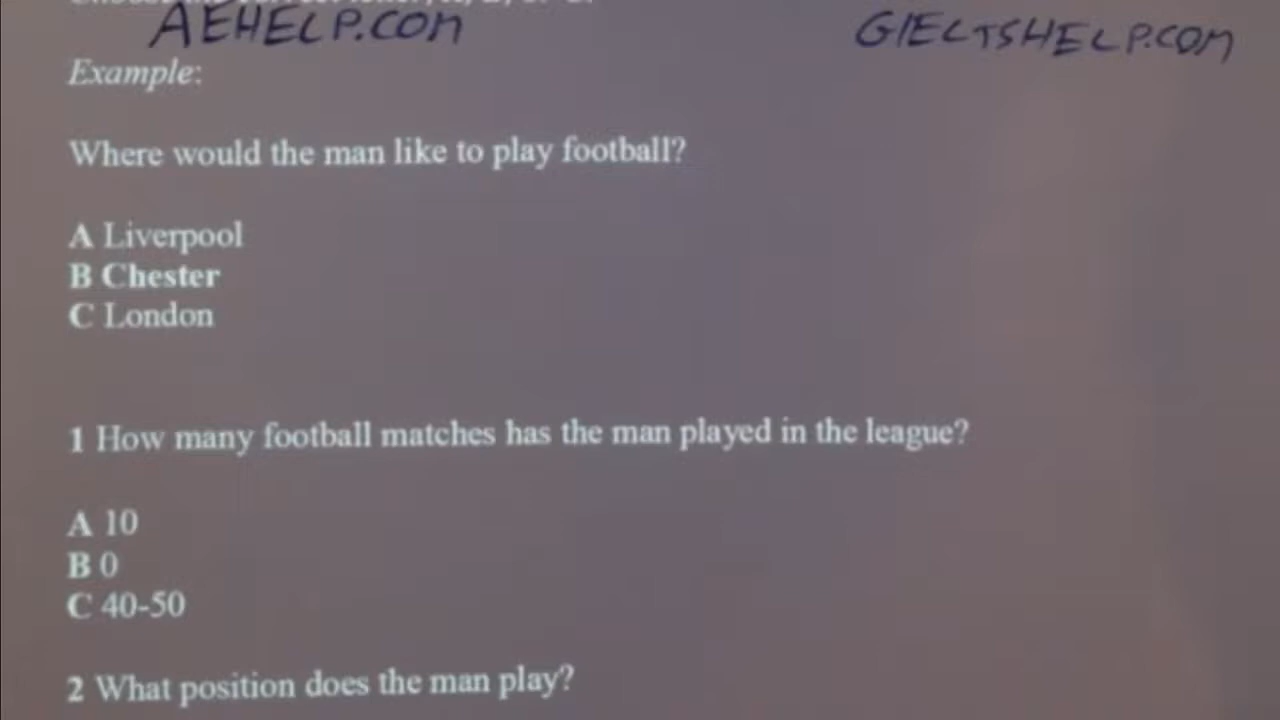 AEHELP.COM
GIELTSHELP.COM
Example:
Where would the man like to play football?
A Liverpool
B Chester
C London
1 How many football matches has the man played in the league?
A 10
B 0
C 40-50
2 What position does the man play?